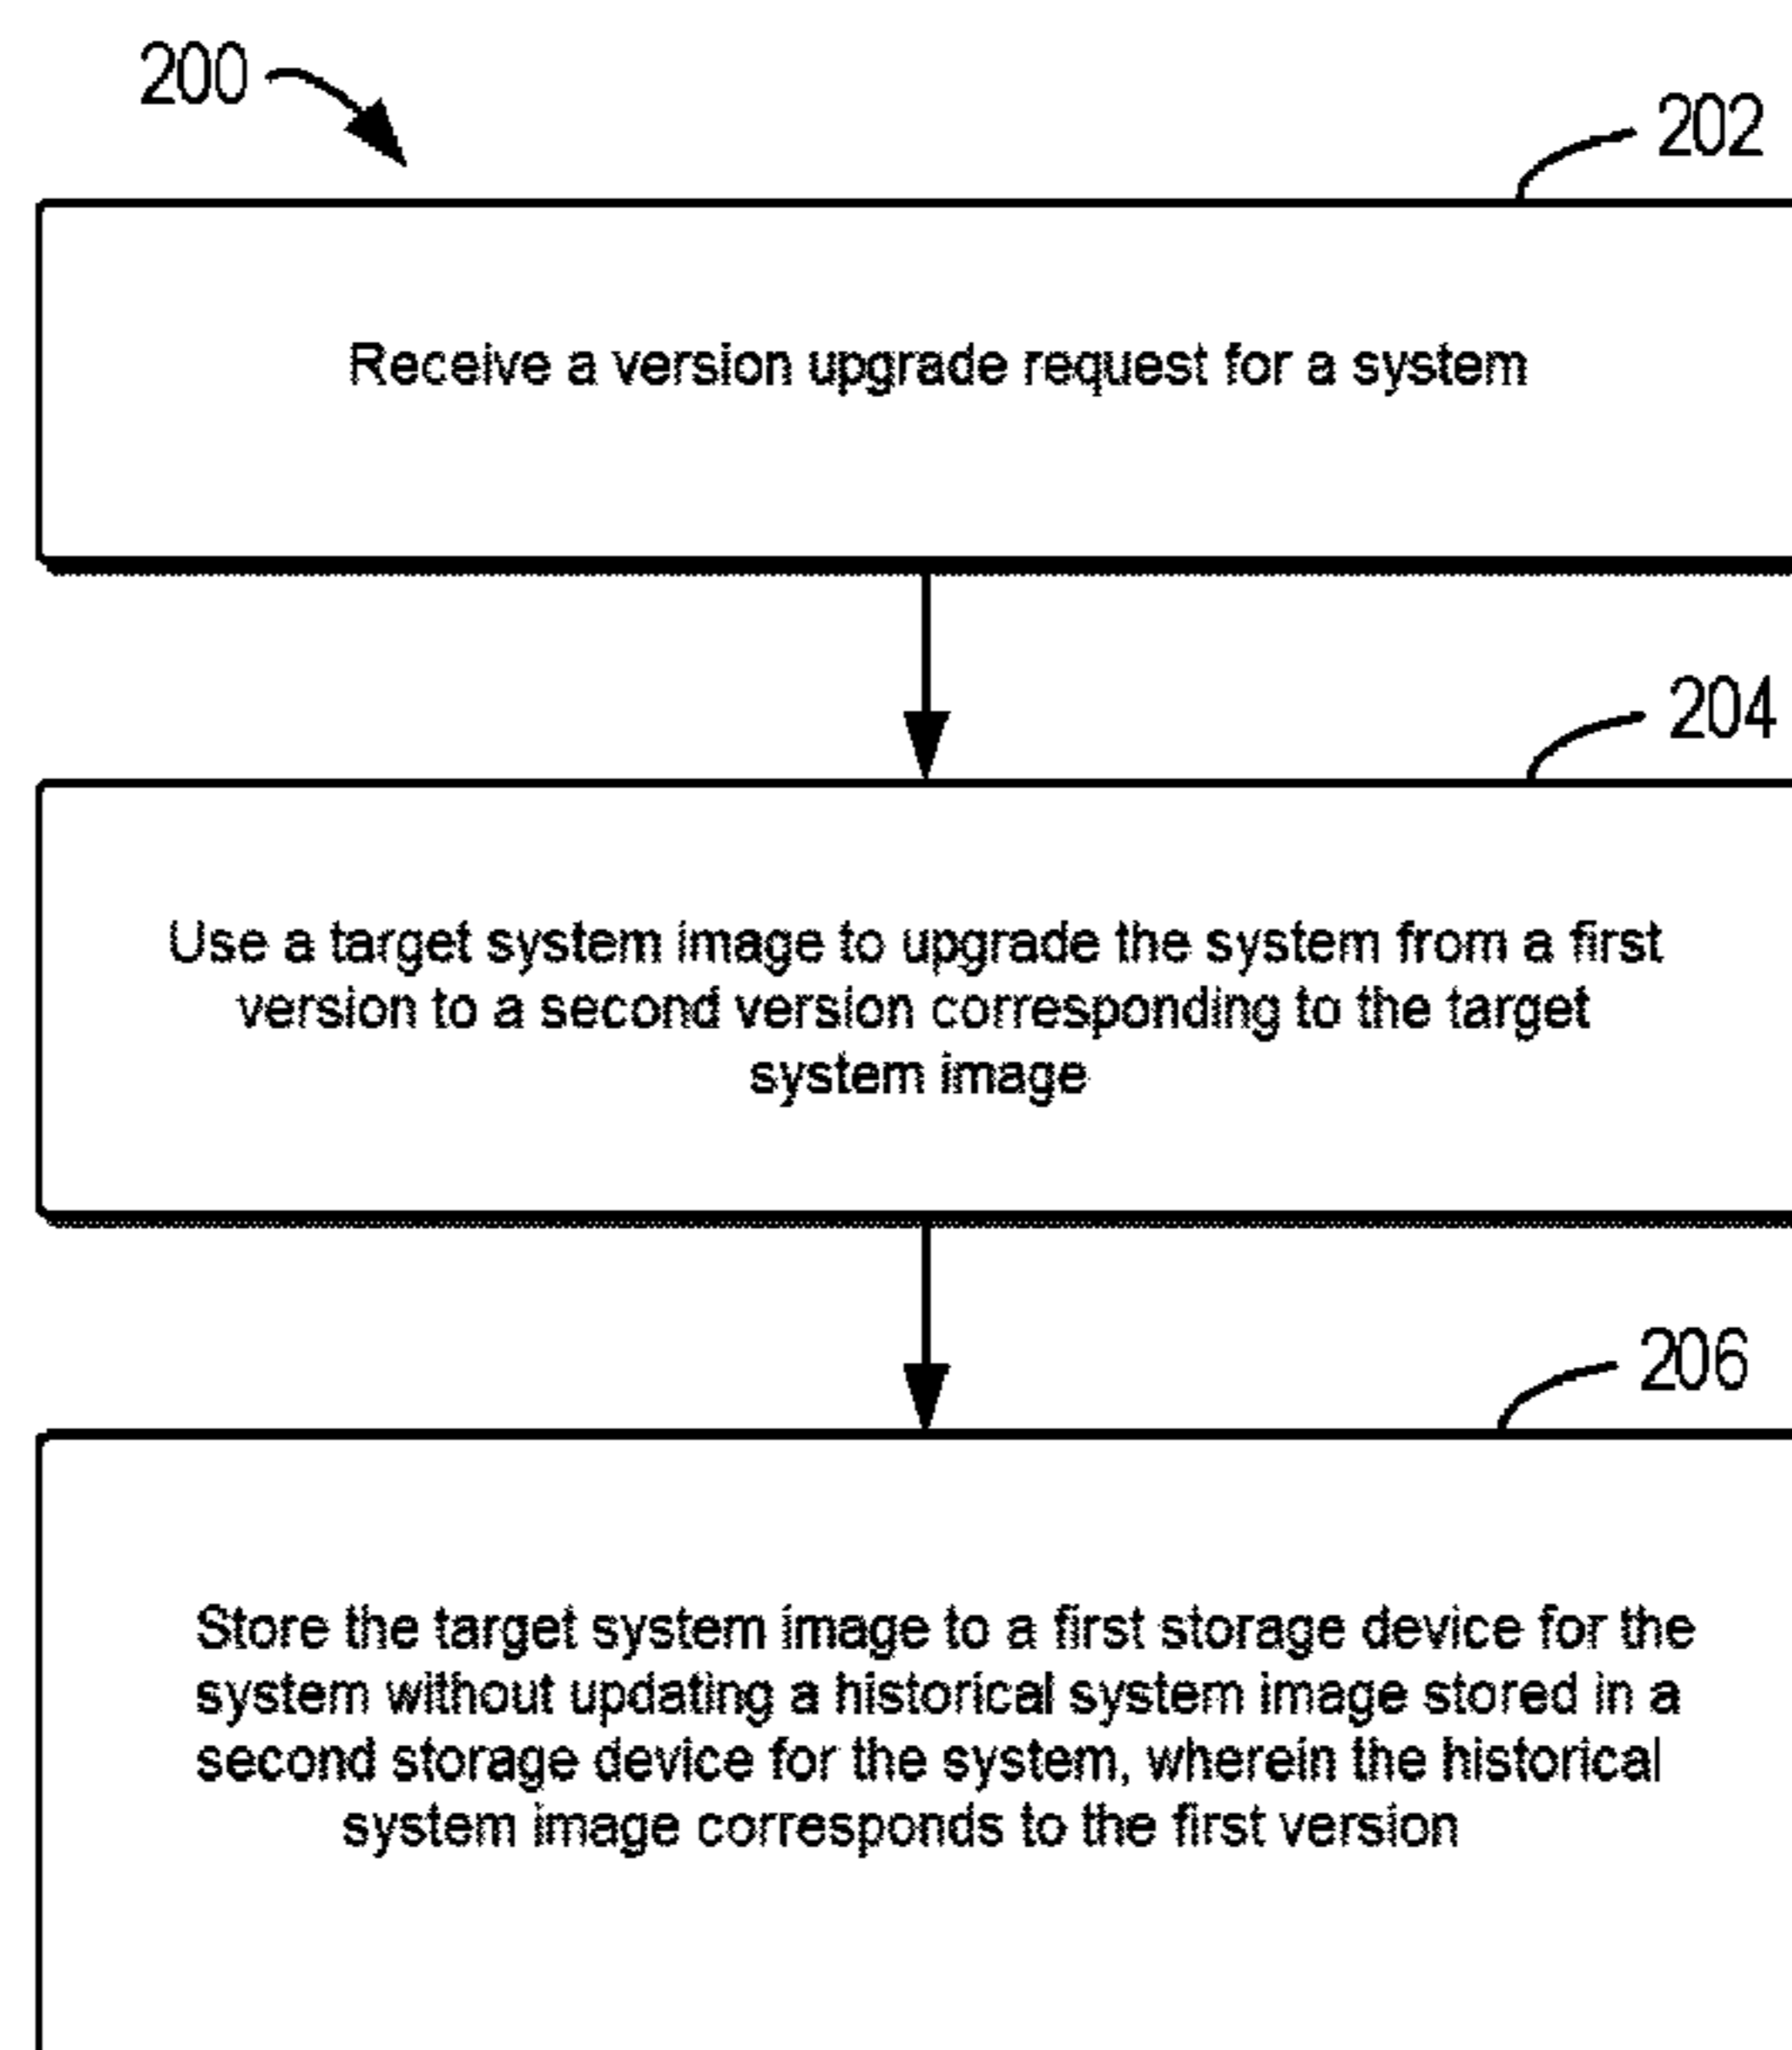 200
202
Receive a version upgrade request for a system
204
Use a target system image to upgrade the system from a first
version to a second version corresponding to the target
system image
206
Store the target system image to a first storage device for the
system without updating a historical system image stored in a
second storage device for the system, wherein the historical
system image corresponds to the first version